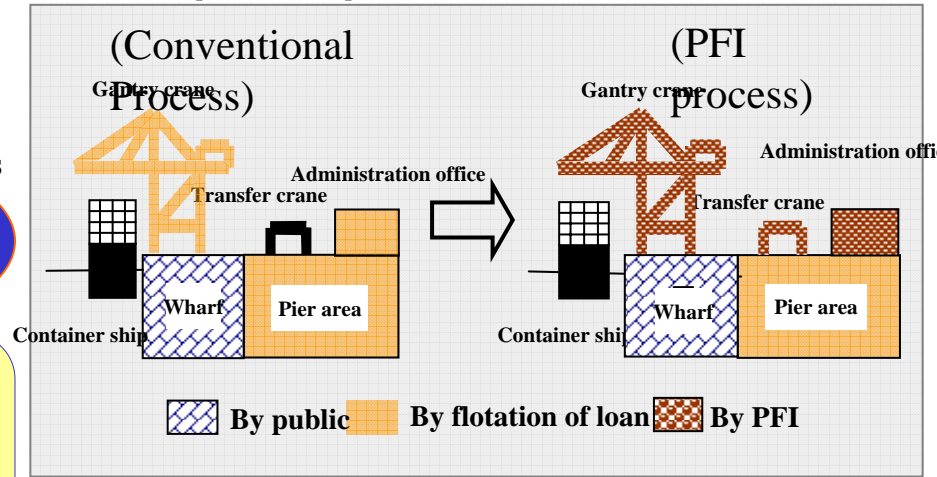 (Conventional
Process)
Gantry crane
Transfer crane
Administration office
Wharf
Pier area
Container ship
(PFI
process)
Gantry crane
Administration offi
Transfer crane
Wharf
Pier area
Container ship
By public
By flotation of loan
By PFI